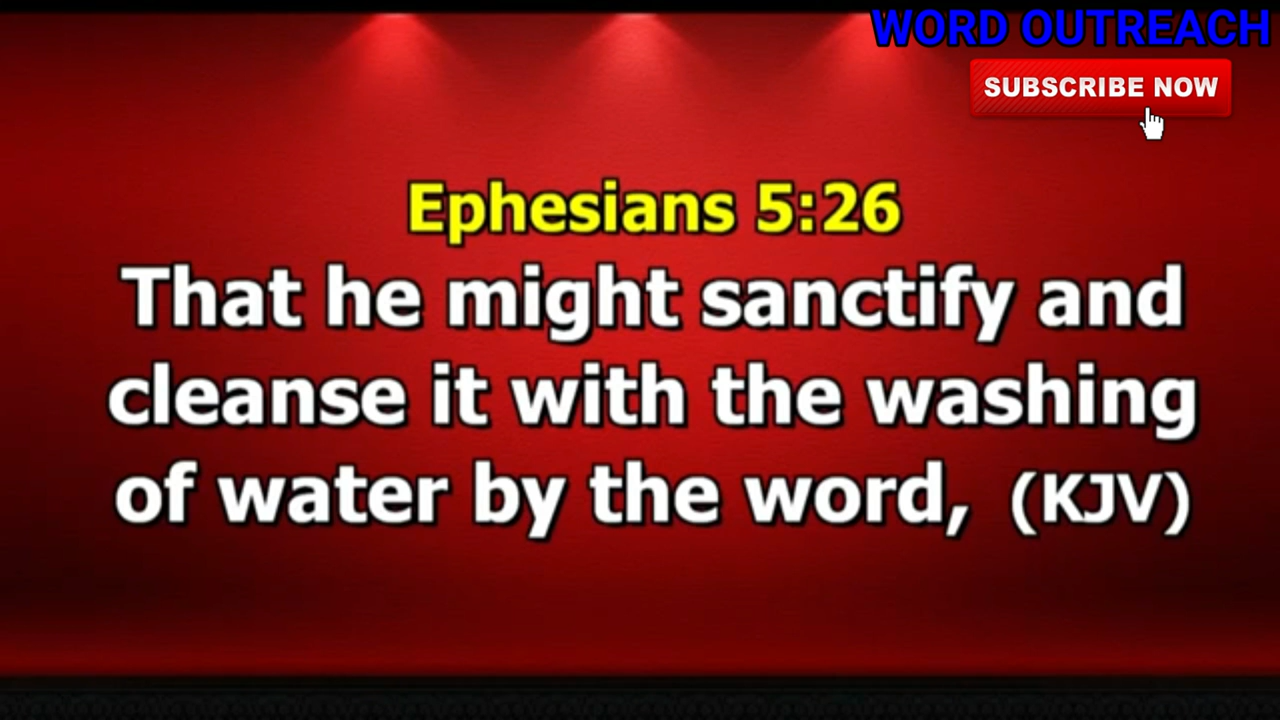 WORD OUTREACH
SUBSCRIBE NOW
Ephesians 5:26
That he might sanctify and
cleanse it with the washing
of water by the word, (KJV)